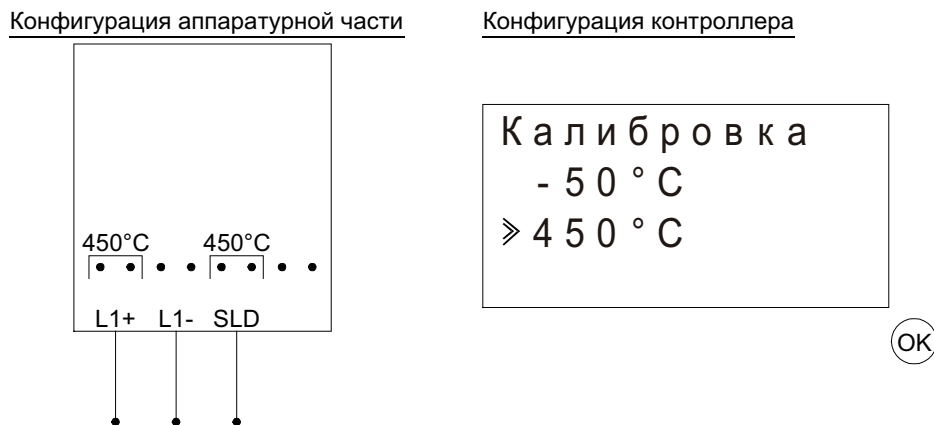 Конфигурация аппаратурной части
450°C 450°C
L1+ L1- SLD
Конфигурация контроллера
Калибровка
-50°C
450°C
OK